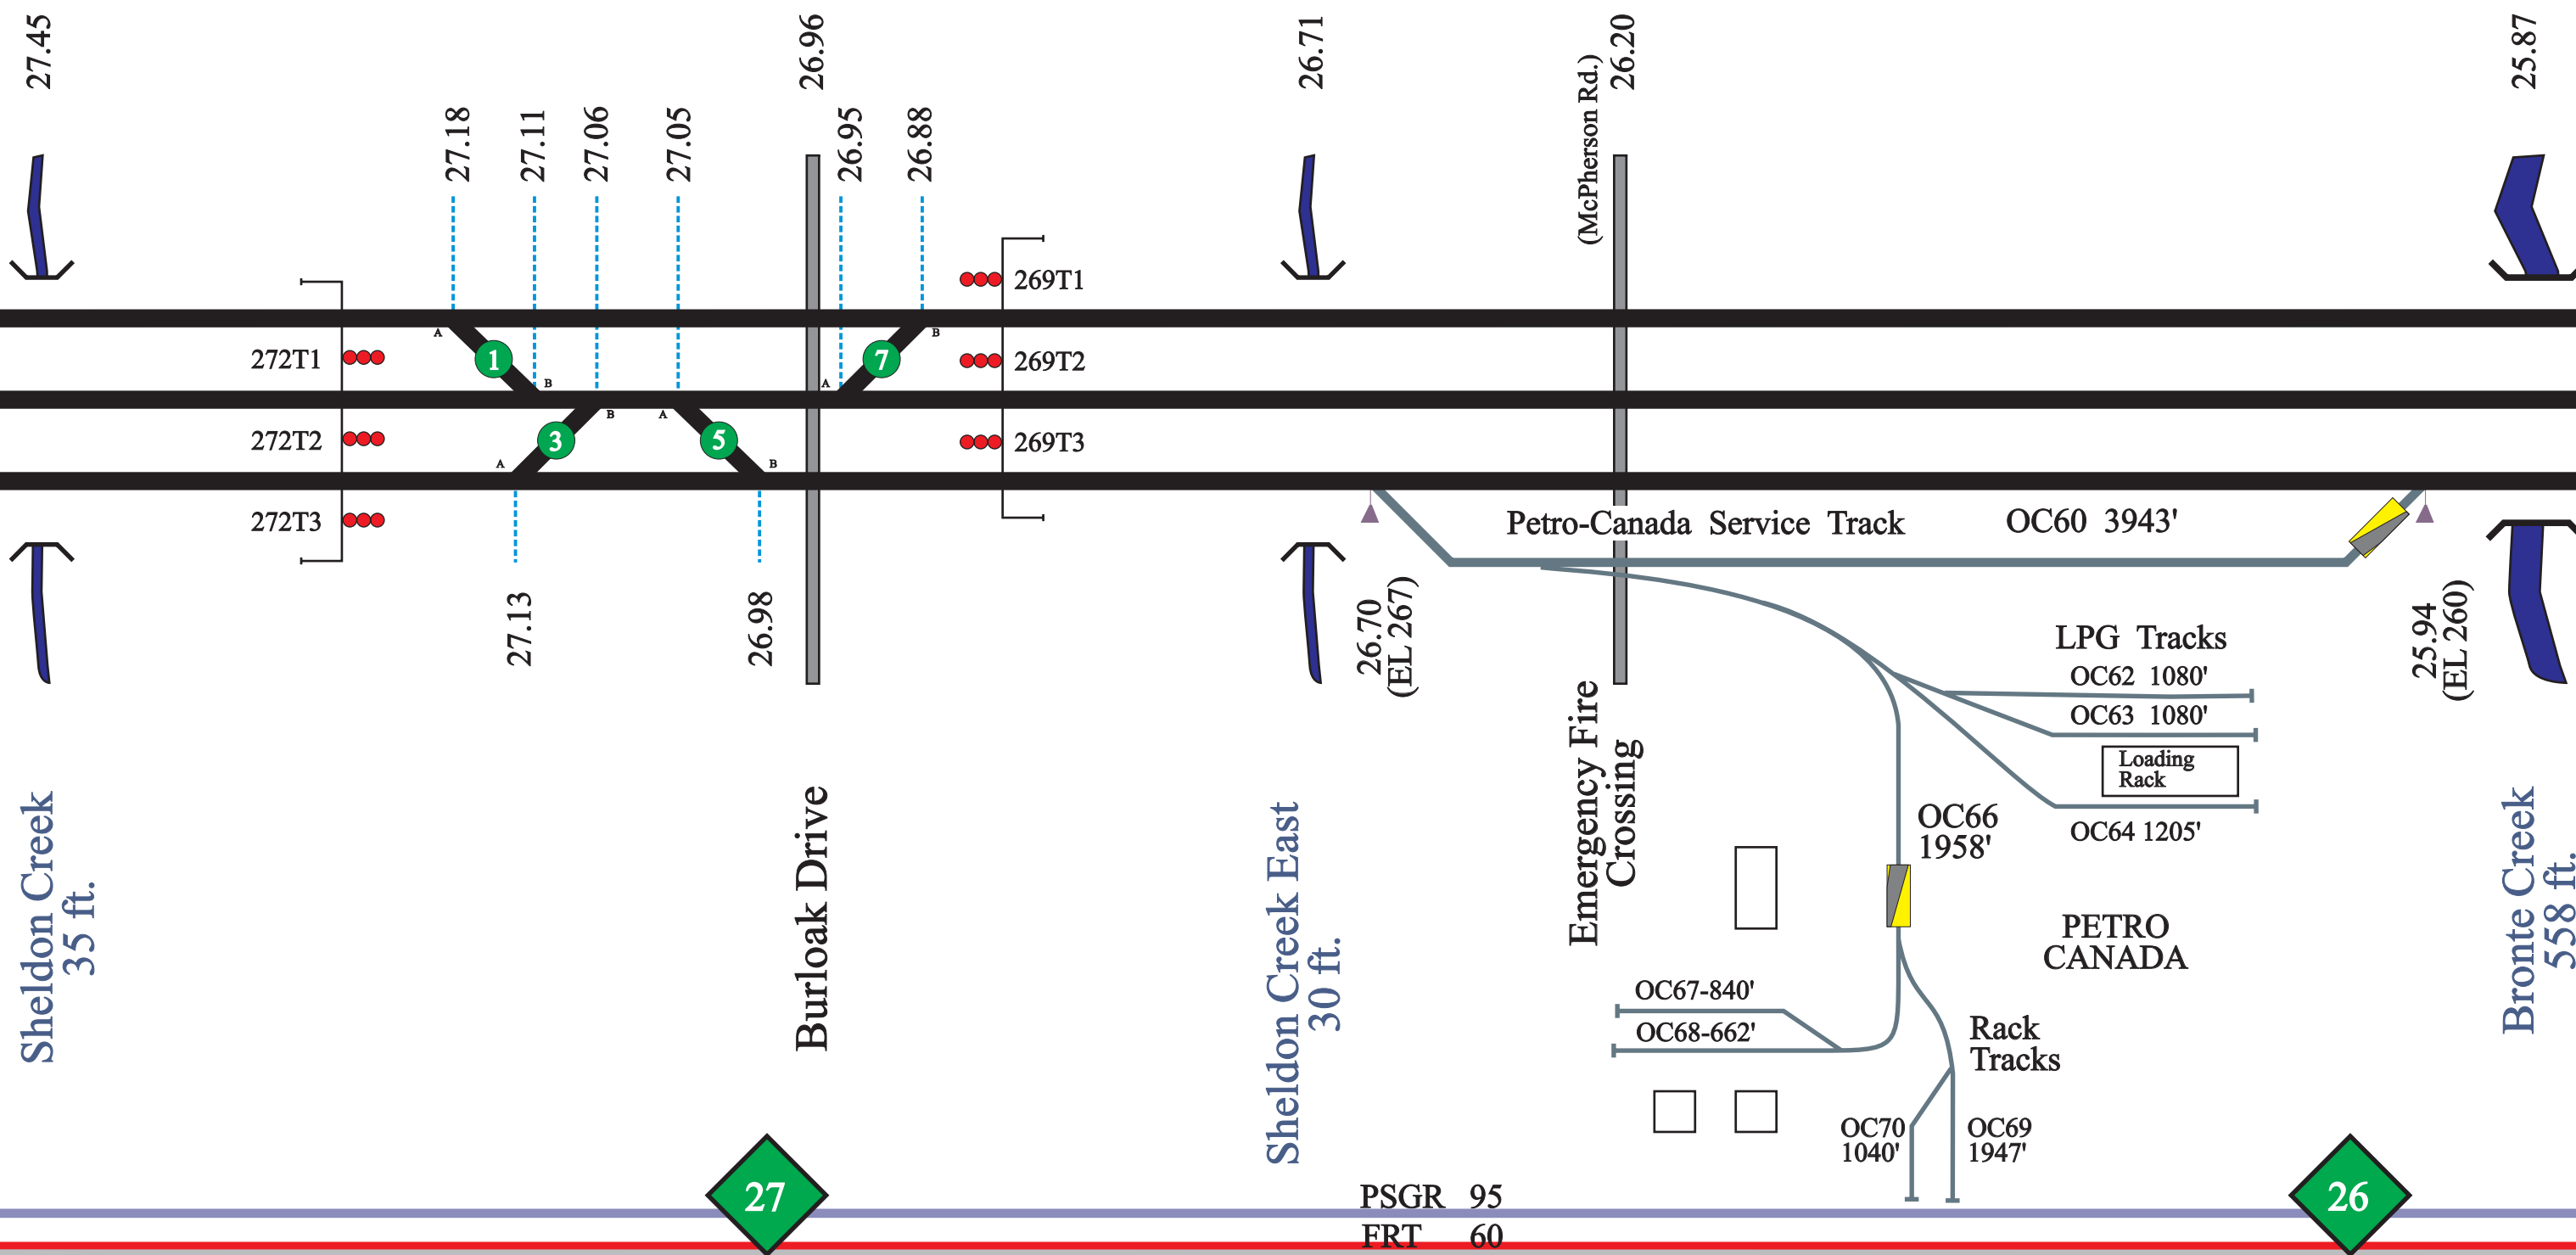 27.45
26.96
26.71
26.20
(McPherson Rd.)
25.87
27.18
27.11
27.06
27.05
26.95
26.88
269T1
272T1
A
1
B
A
7
B
269T2
272T2
A
3
B
A
5
B
269T3
272T3
Petro-Canada Service Track
OC60 3943'
27.13
26.98
26.70
(EL 267)
25.94
(EL 260)
LPG Tracks
OC62 1080'
OC63 1080'
Loading
Rack
OC64 1205'
Sheldon Creek
35 ft.
Burloak Drive
Sheldon Creek East
30 ft.
Emergency Fire
Crossing
OC66
1958'
PETRO
CANADA
Bronte Creek
558 ft.
OC67-840'
OC68-662'
Rack
Tracks
OC70
1040'
OC69
1947'
27
26
PSGR 95
FRT 60